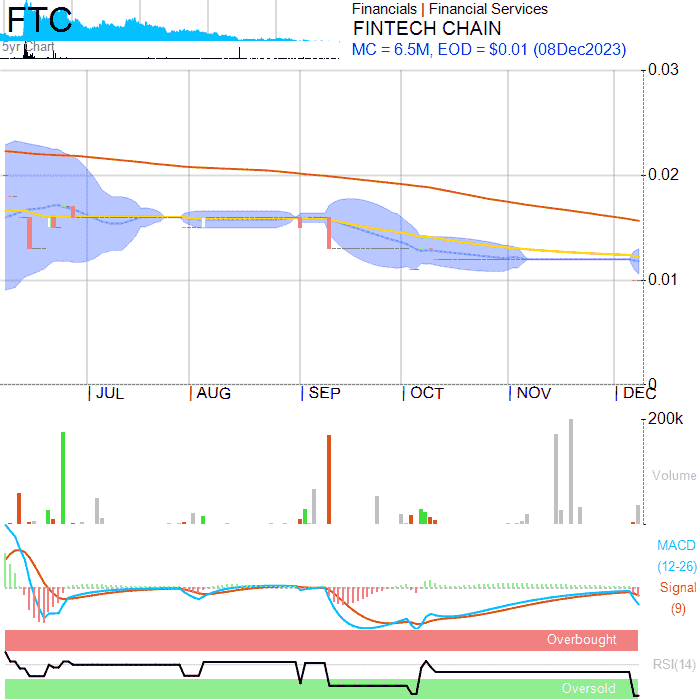 FTC
Financials | Financial Services
FINTECH CHAIN
5yr Chart
MC = 6.5M, EOD = $0.01 (08Dec2023)
0.03
0.02
0.01
0
JUL AUG SEP OCT NOV DEC
200k
Volume
MACD
(12-26)
Signal
(9)
Overbought
RSI(14)
Oversold